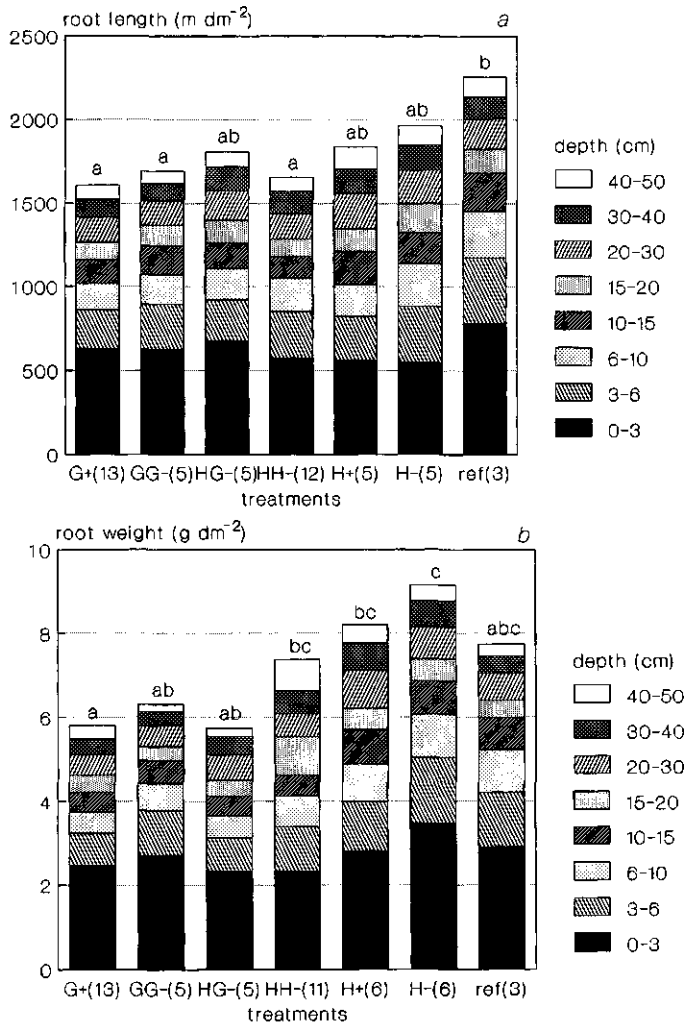 root length (m dm⁻²) a
2500
2000
1500
1000
500
0
a a ab a ab ab b
G+(13) GG-(5) HG-(5) HH-(12) H+(5) H-(5) ref(3)
treatments
depth (cm)
40-50
30-40
20-30
15-20
10-15
6-10
3-6
0-3
root weight (g dm⁻²) b
10
8
6
4
2
0
a ab ab bc bc c abc
G+(13) GG-(5) HG-(5) HH-(11) H+(6) H-(6) ref(3)
treatments
depth (cm)
40-50
30-40
20-30
15-20
10-15
6-10
3-6
0-3